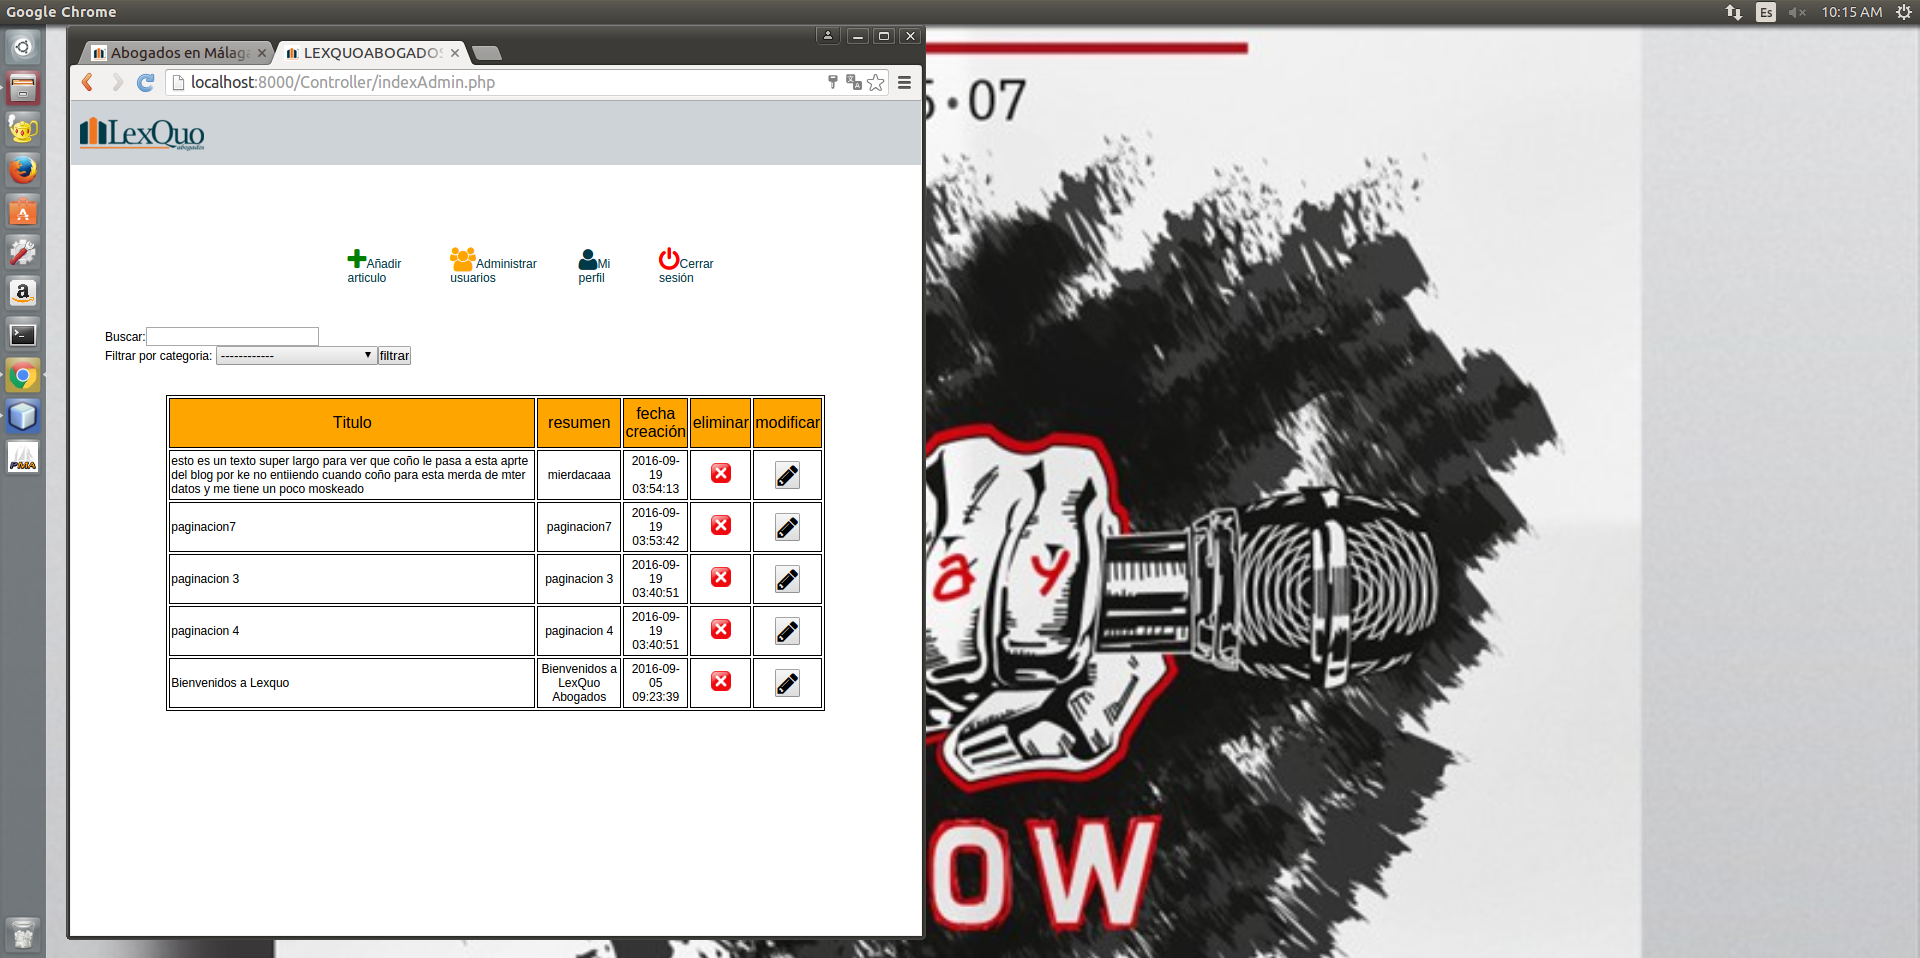 Google Chrome
Es
10:15 AM
Abogados en Málaga
LEXQUOABOGADOS
localhost:8000/Controller/indexAdmin.php
LexQuo
abogados
Añadir
articulo
Administrar
usuarios
Mi
perfil
Cerrar
sesión
Buscar:
Filtrar por categoria: ------------ filtrar
Titulo
resumen
fecha
creación
eliminar
modificar
esto es un texto super largo para ver que coño le pasa a esta aprte
del blog por ke no entiiendo cuando coño para esta merda de mter
datos y me tiene un poco moskeado
mierdacaaa
2016-09-
19
03:54:13
paginacion7
paginacion7
2016-09-
19
03:53:42
paginacion 3
paginacion 3
2016-09-
19
03:40:51
paginacion 4
paginacion 4
2016-09-
19
03:40:51
Bienvenidos a Lexquo
Bienvenidos a
LexQuo
Abogados
2016-09-
05
09:23:39
07
a y
OW
PMA